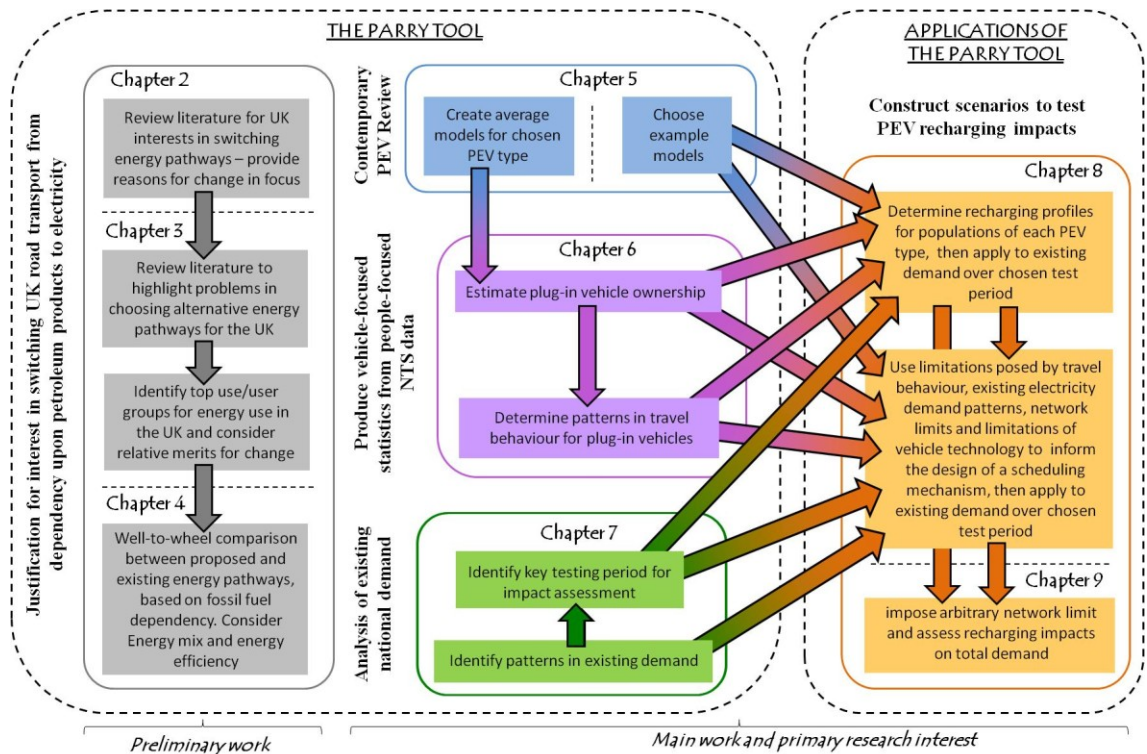 THE PARRY TOOL
APPLICATIONS OF
THE PARRY TOOL
Justification for interest in switching UK road transport from
dependency upon petroleum products to electricity
Chapter 2
Review literature for UK
interests in switching
energy pathways – provide
reasons for change in focus
Chapter 3
Review literature to
highlight problems in
choosing alternative energy
pathways for the UK
Identify top use/user
groups for energy use in
the UK and consider
relative merits for change
Chapter 4
Well-to-wheel comparison
between proposed and
existing energy pathways,
based on fossil fuel
dependency. Consider
Energy mix and energy
efficiency
Contemporary
PEV Review
Chapter 5
Create average
models for chosen
PEV type
Choose
example
models
Produce vehicle-focused
statistics from people-focused
NTS data
Chapter 6
Estimate plug-in vehicle ownership
Determine patterns in travel
behaviour for plug-in vehicles
Analysis of existing
national demand
Chapter 7
Identify key testing period for
impact assessment
Identify patterns in existing demand
Construct scenarios to test
PEV recharging impacts
Chapter 8
Determine recharging profiles
for populations of each PEV
type, then apply to existing
demand over chosen test
period
Use limitations posed by travel
behaviour, existing electricity
demand patterns, network
limits and limitations of
vehicle technology to inform
the design of a scheduling
mechanism, then apply to
existing demand over chosen
test period
Chapter 9
impose arbitrary network limit
and assess recharging impacts
on total demand
Preliminary work
Main work and primary research interest